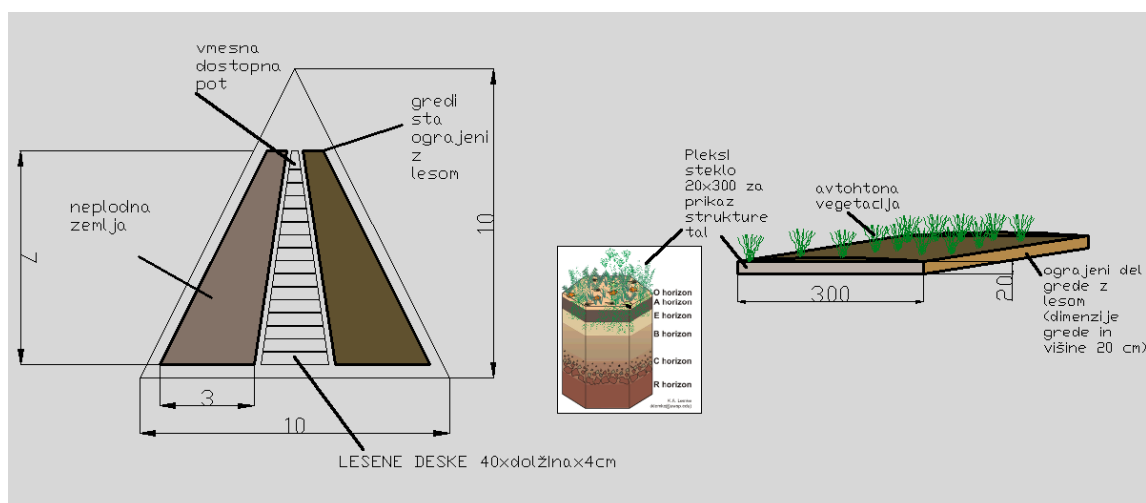 vmesna
dostopna
pot
gredi
sta
ograjeni
z
lesom
neplodna
zemlja
7
10
3
10
LESENE DESKE 40xdolžinax4cm
Pleksi
steklo
20x300 za
prikaz
strukture
tal
avtohtona
vegetacija
O horizon
A horizon
E horizon
B horizon
C horizon
R horizon
300
20
ograjeni del
grede z
lesom
(dimenzije
grede in
višine 20 cm)